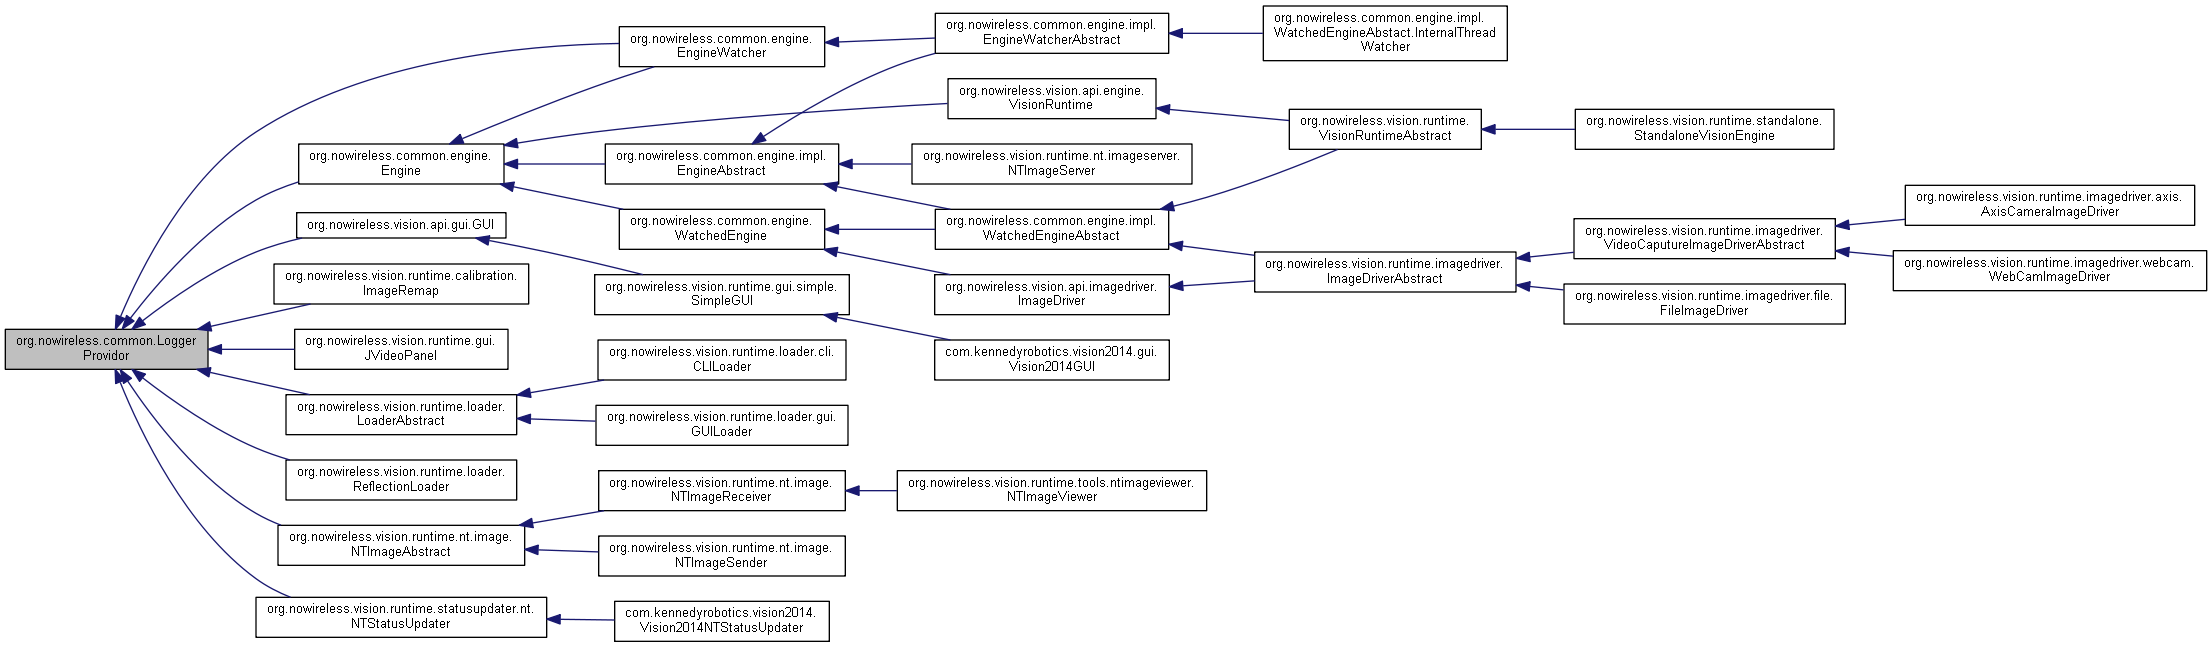 org.nowireless.common.Logger
Providor
org.nowireless.common.engine.
EngineWatcher
org.nowireless.common.engine.
Engine
org.nowireless.vision.api.gui.GUI
org.nowireless.vision.runtime.calibration.
ImageRemap
org.nowireless.vision.runtime.gui.
JVideoPanel
org.nowireless.vision.runtime.loader.
LoaderAbstract
org.nowireless.vision.runtime.loader.
ReflectionLoader
org.nowireless.vision.runtime.nt.image.
NTImageAbstract
org.nowireless.vision.runtime.statusupdater.nt.
NTStatusUpdater
org.nowireless.common.engine.impl.
EngineWatcherAbstract
org.nowireless.common.engine.impl.
WatchedEngineAbstact.InternalThread
Watcher
org.nowireless.vision.api.engine.
VisionRuntime
org.nowireless.common.engine.impl.
EngineAbstract
org.nowireless.common.engine.
WatchedEngine
org.nowireless.vision.runtime.nt.imageserver.
NTImageServer
org.nowireless.common.engine.impl.
WatchedEngineAbstact
org.nowireless.vision.runtime.
VisionRuntimeAbstract
org.nowireless.vision.runtime.standalone.
StandaloneVisionEngine
org.nowireless.vision.api.imagedriver.
ImageDriver
org.nowireless.vision.runtime.imagedriver.
ImageDriverAbstract
org.nowireless.vision.runtime.imagedriver.
VideoCaputureImageDriverAbstract
org.nowireless.vision.runtime.imagedriver.file.
FileImageDriver
org.nowireless.vision.runtime.imagedriver.axis.
AxisCameraImageDriver
org.nowireless.vision.runtime.imagedriver.webcam.
WebCamImageDriver
org.nowireless.vision.runtime.gui.simple.
SimpleGUI
com.kennedyrobotics.vision2014.gui.
Vision2014GUI
org.nowireless.vision.runtime.loader.cli.
CLILoader
org.nowireless.vision.runtime.loader.gui.
GUILoader
org.nowireless.vision.runtime.nt.image.
NTImageReceiver
org.nowireless.vision.runtime.tools.ntimageviewer.
NTImageViewer
org.nowireless.vision.runtime.nt.image.
NTImageSender
com.kennedyrobotics.vision2014.
Vision2014NTStatusUpdater